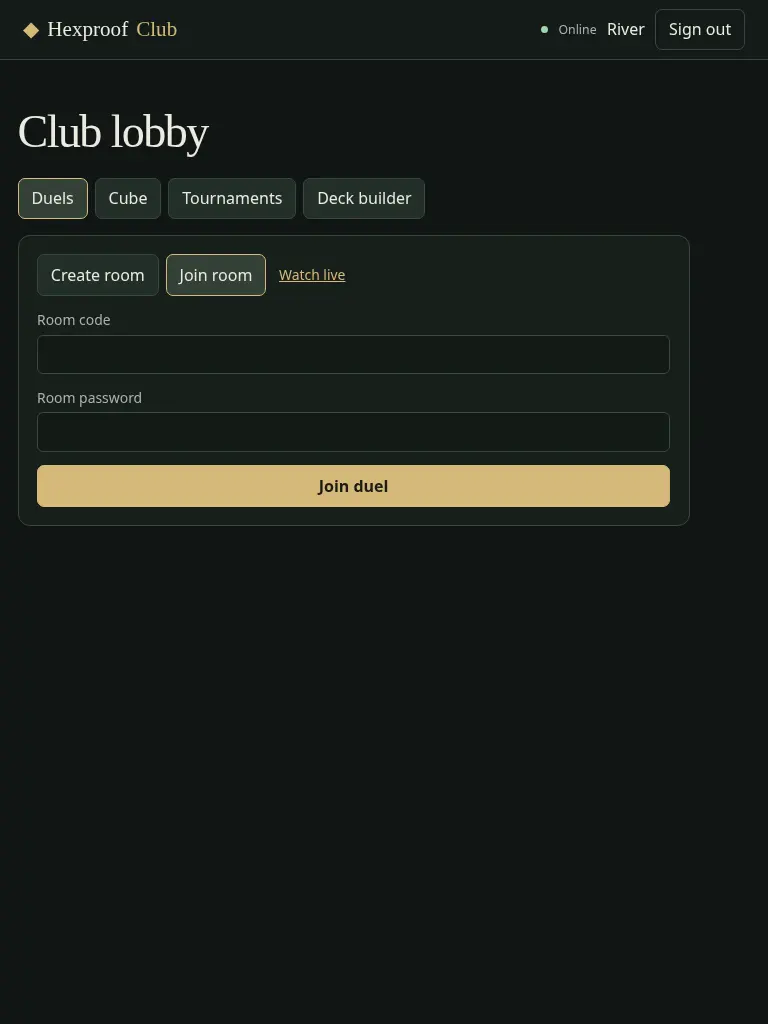 Hexproof Club
Online River Sign out
Club lobby
Duels Cube Tournaments Deck builder
Create room Join room Watch live
Room code
Room password
Join duel